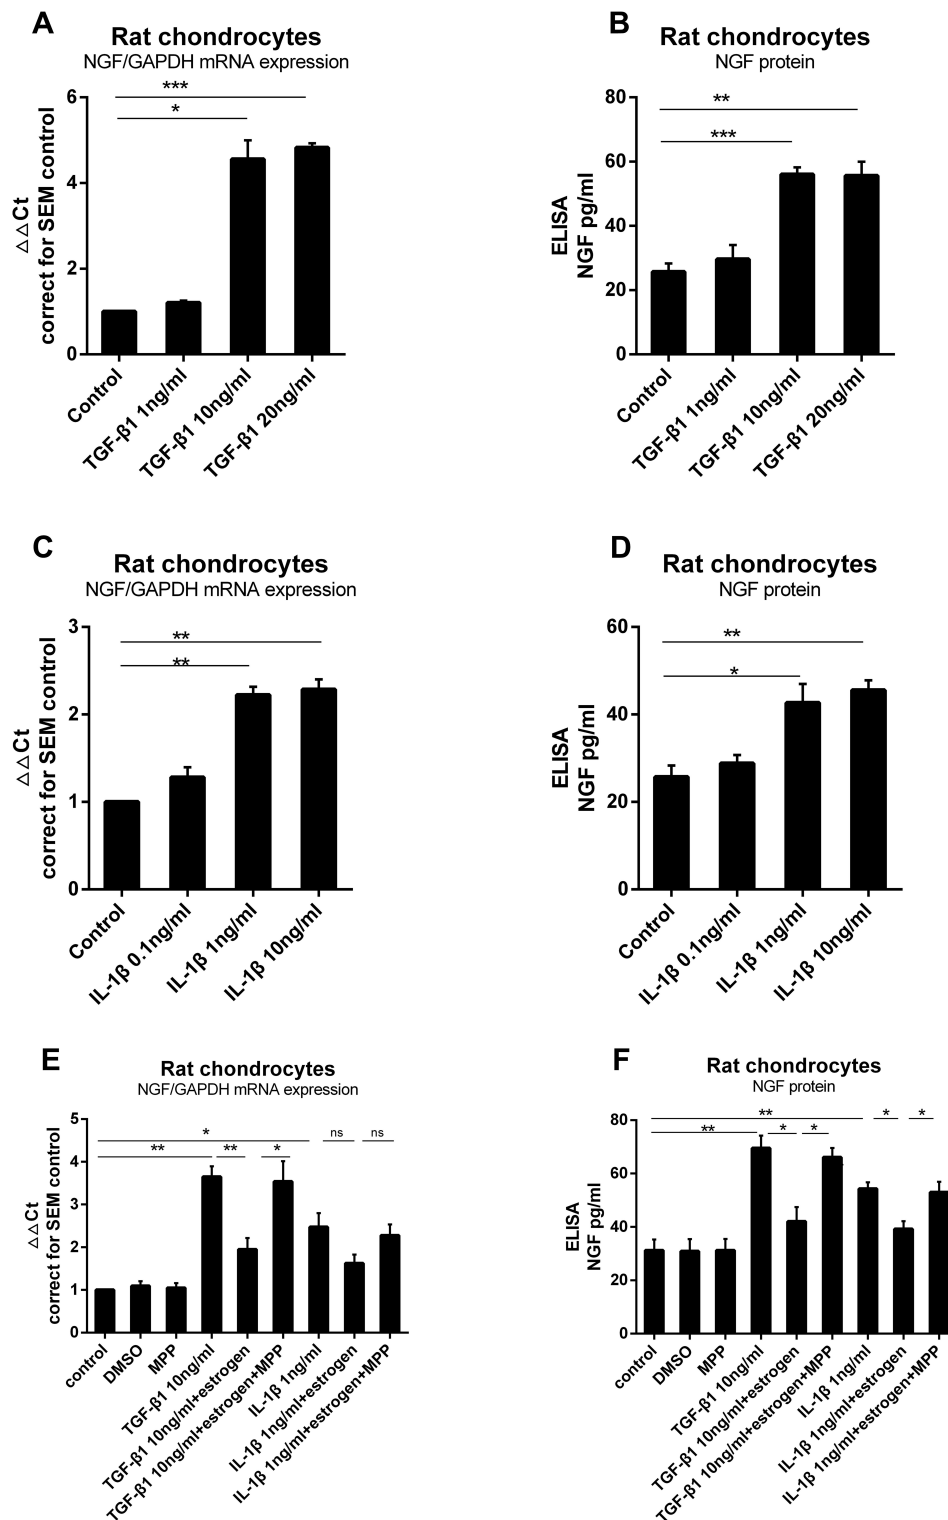 A
Rat chondrocytes
NGF/GAPDH mRNA expression
***
*
6
4
2
0
△△Ct
correct for SEM control
Control
TGF-β1 1ng/ml
TGF-β1 10ng/ml
TGF-β1 20ng/ml
B
Rat chondrocytes
NGF protein
**
***
80
60
40
20
0
ELISA
NGF pg/ml
Control
TGF-β1 1ng/ml
TGF-β1 10ng/ml
TGF-β1 20ng/ml
C
Rat chondrocytes
NGF/GAPDH mRNA expression
**
**
3
2
1
0
△△Ct
correct for SEM control
Control
IL-1β 0.1ng/ml
IL-1β 1ng/ml
IL-1β 10ng/ml
D
Rat chondrocytes
NGF protein
**
*
60
40
20
0
ELISA
NGF pg/ml
Control
IL-1β 0.1ng/ml
IL-1β 1ng/ml
IL-1β 10ng/ml
E
Rat chondrocytes
NGF/GAPDH mRNA expression
* ns ns
** ** *
5
4
3
2
1
0
△△Ct
correct for SEM control
control
DMSO
MPP
TGF-β1 10ng/ml
TGF-β1 10ng/ml+estrogen
TGF-β1 10ng/ml+estrogen+MPP
IL-1β 1ng/ml
IL-1β 1ng/ml+estrogen
IL-1β 1ng/ml+estrogen+MPP
F
Rat chondrocytes
NGF protein
** * *
** * *
80
60
40
20
0
ELISA
NGF pg/ml
control
DMSO
MPP
TGF-β1 10ng/ml
TGF-β1 10ng/ml+estrogen
TGF-β1 10ng/ml+estrogen+MPP
IL-1β 1ng/ml
IL-1β 1ng/ml+estrogen
IL-1β 1ng/ml+estrogen+MPP